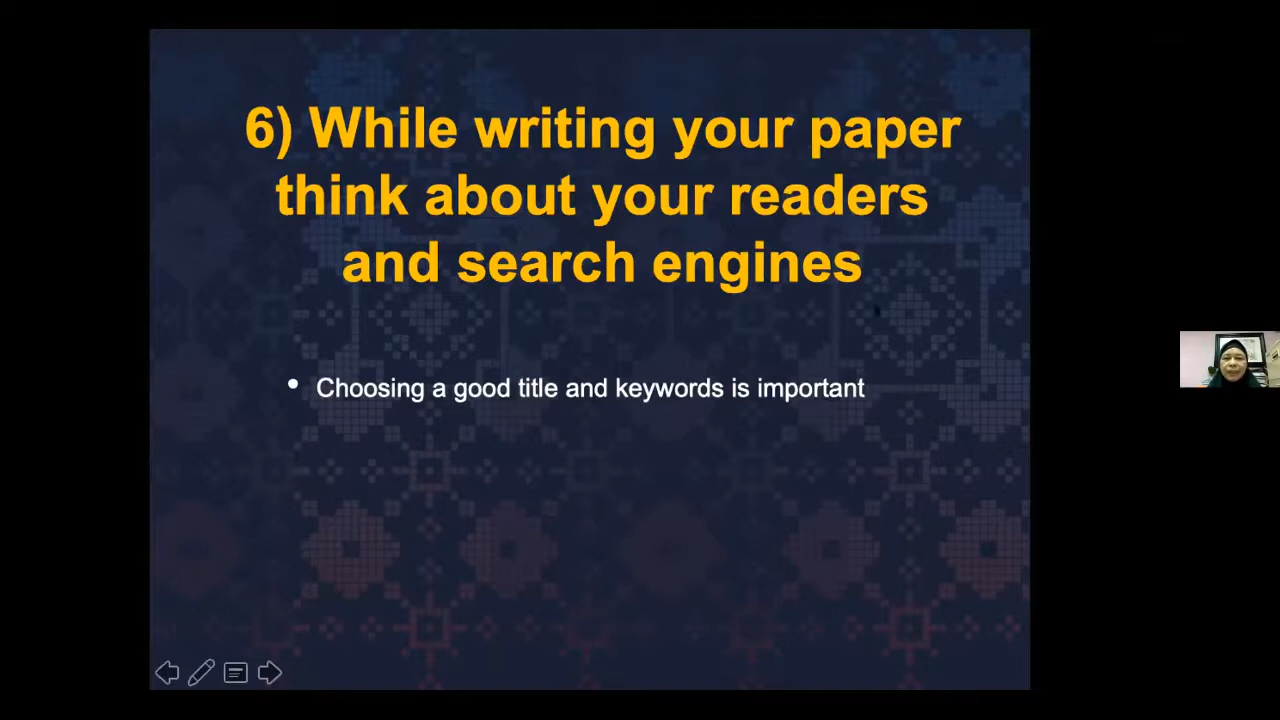 6) While writing your paper
think about your readers
and search engines
• Choosing a good title and keywords is important